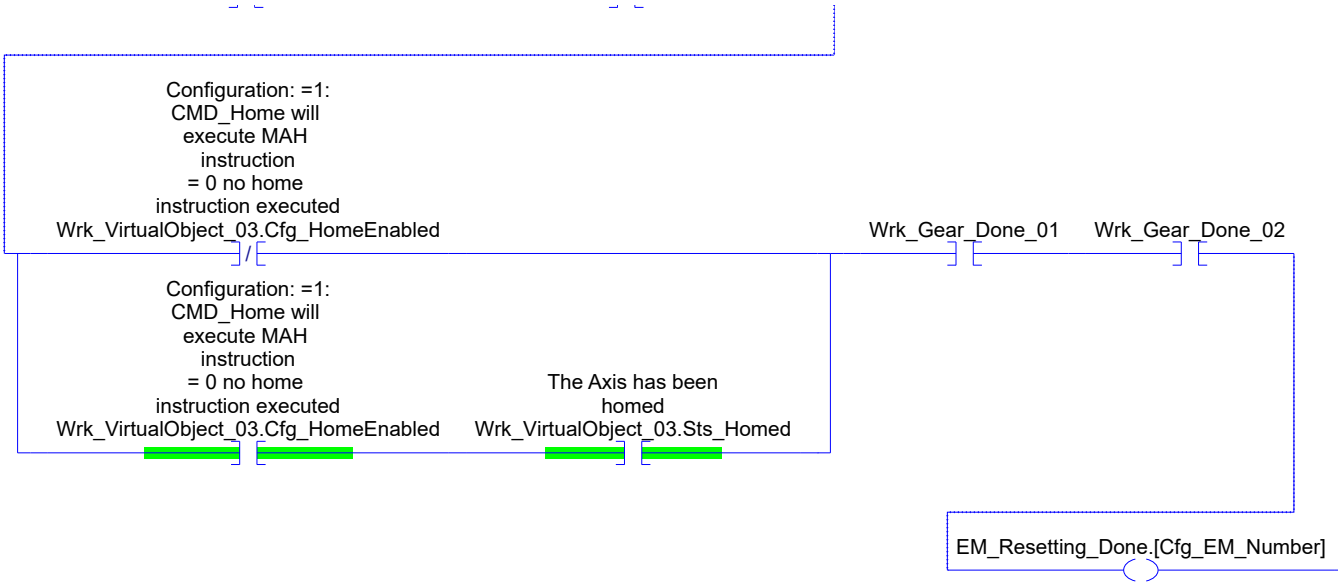 Configuration: =1:
CMD_Home will
execute MAH
instruction
= 0 no home
instruction executed
Wrk_VirtualObject_03.Cfg_HomeEnabled
/
Wrk_Gear_Done_01
Wrk_Gear_Done_02
Configuration: =1:
CMD_Home will
execute MAH
instruction
= 0 no home
instruction executed
Wrk_VirtualObject_03.Cfg_HomeEnabled
The Axis has been
homed
Wrk_VirtualObject_03.Sts_Homed
EM_Resetting_Done.[Cfg_EM_Number]